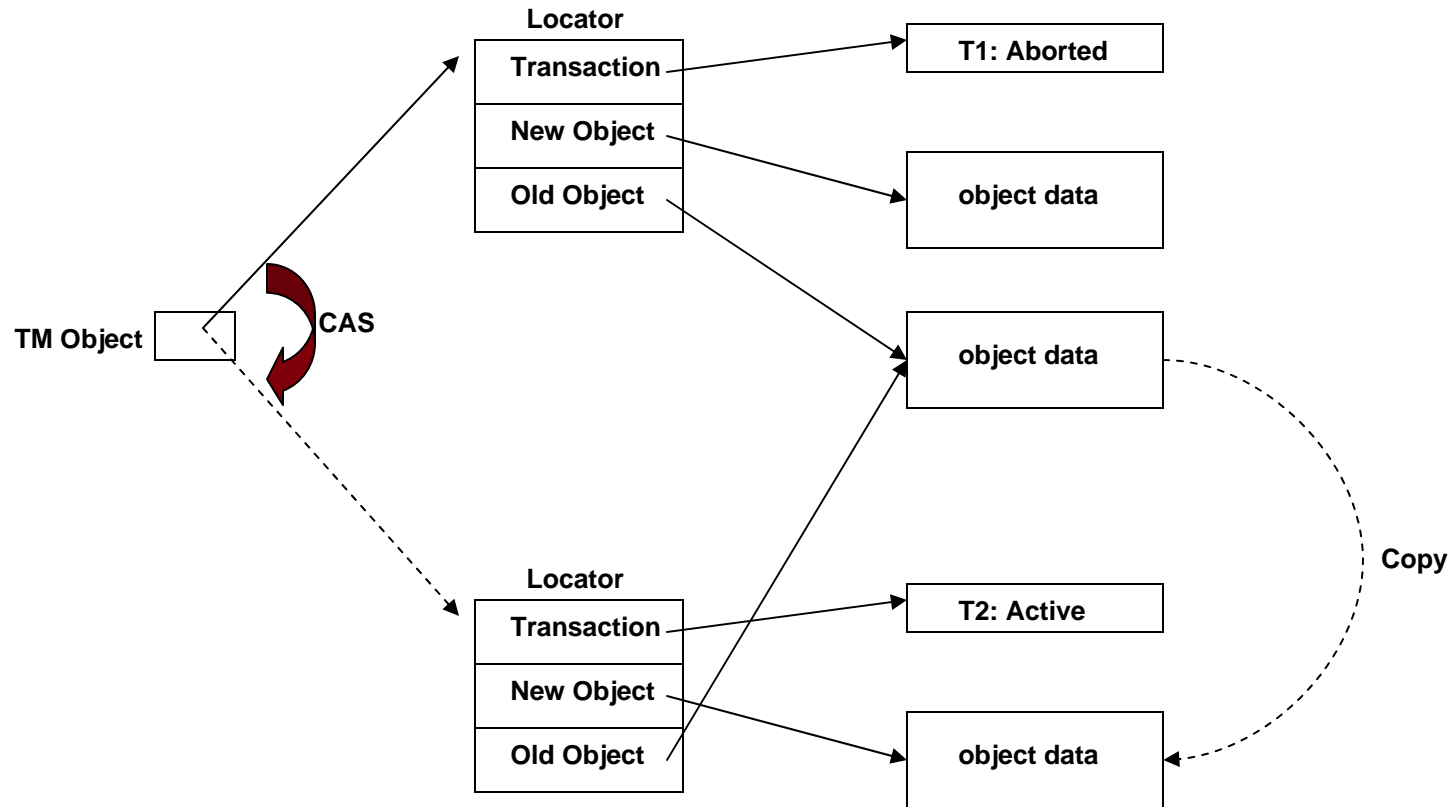 Locator
Transaction
New Object
Old Object
T1: Aborted
object data
object data
TM Object
CAS
Copy
Locator
Transaction
New Object
Old Object
T2: Active
object data